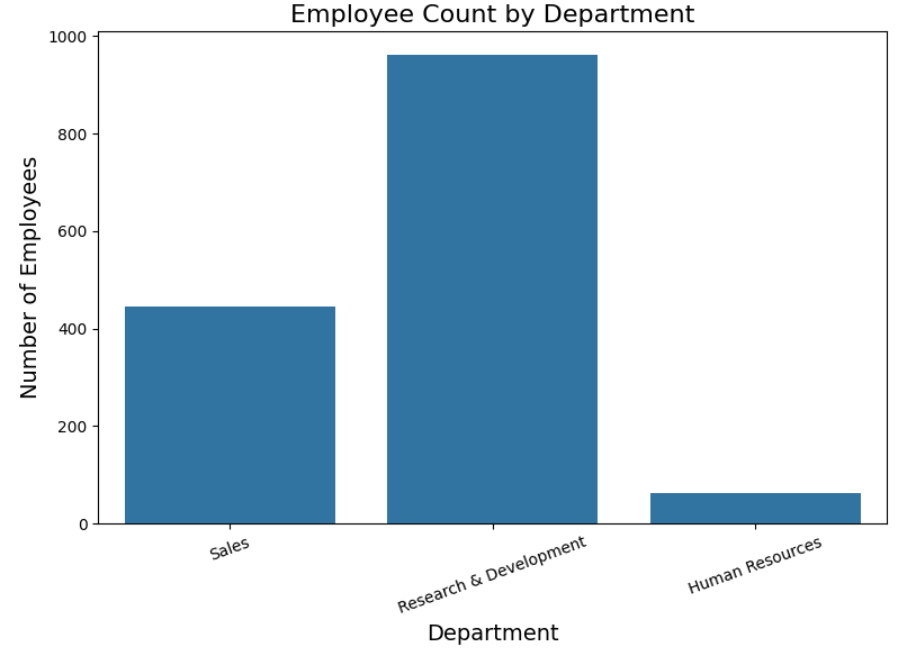 Employee Count by Department
Number of Employees
1000
800
600
400
200
0
Sales
Research & Development
Human Resources
Department